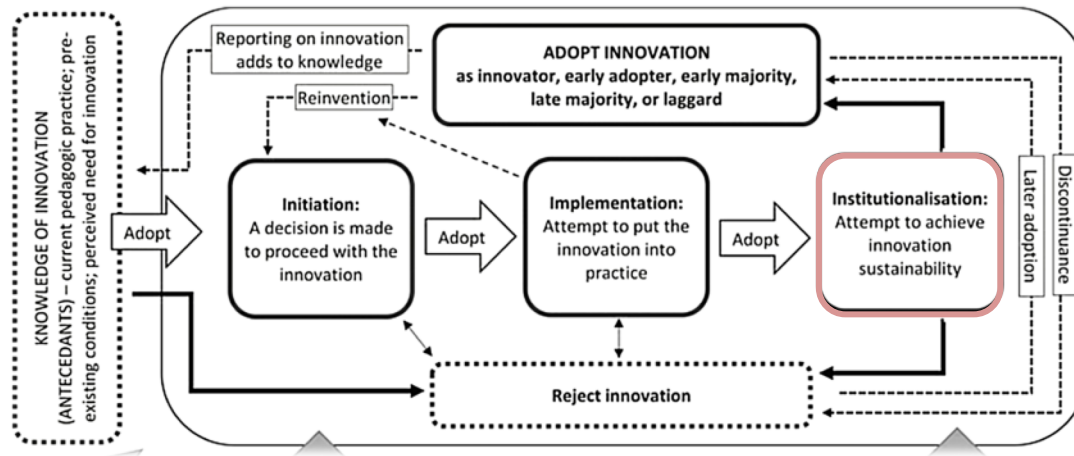 KNOWLEDGE OF INNOVATION
(ANTECEDANTS) – current pedagogic practice; pre-
existing conditions; perceived need for innovation
Reporting on innovation
adds to knowledge
Reinvention
ADOPT INNOVATION
as innovator, early adopter, early majority,
late majority, or laggard
Adopt
Initiation:
A decision is made
to proceed with the
innovation
Adopt
Implementation:
Attempt to put the
innovation into
practice
Adopt
Institutionalisation:
Attempt to achieve
innovation
sustainability
Later adoption
Discontinuance
Reject innovation